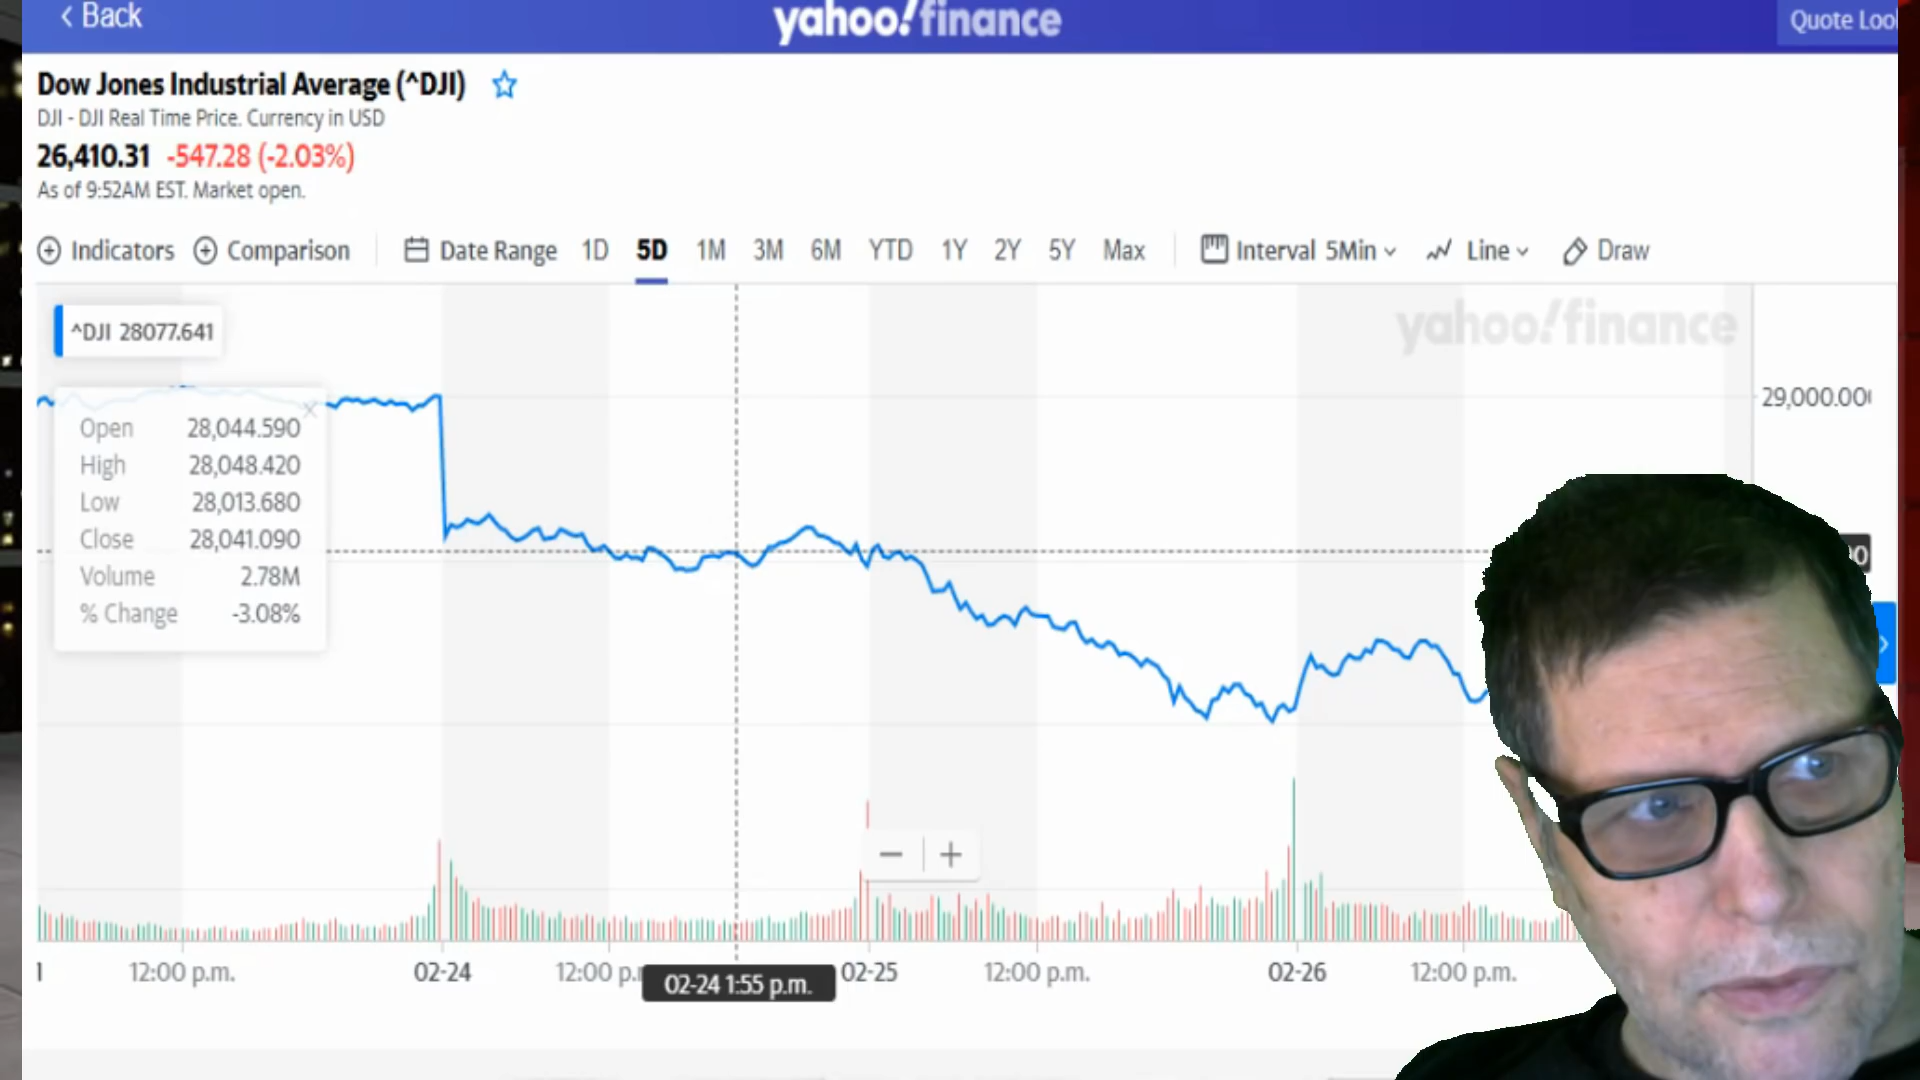 Back
yahoo!finance
Quote Loo
Dow Jones Industrial Average (^DJI)
DJI - DJI Real Time Price. Currency in USD
26,410.31 -547.28 (-2.03%)
As of 9:52AM EST. Market open.
Indicators Comparison Date Range 1D 5D 1M 3M 6M YTD 1Y 2Y 5Y Max Interval 5Min Line Draw
^DJI 28077.641
yahoo!finance
29,000.00
Open 28,044.590
High 28,048.420
Low 28,013.680
Close 28,041.090
Volume 2.78M
% Change -3.08%
1 12:00 p.m. 02-24 12:00 p.m. 02-24 1:55 p.m. 02-25 12:00 p.m. 02-26 12:00 p.m.